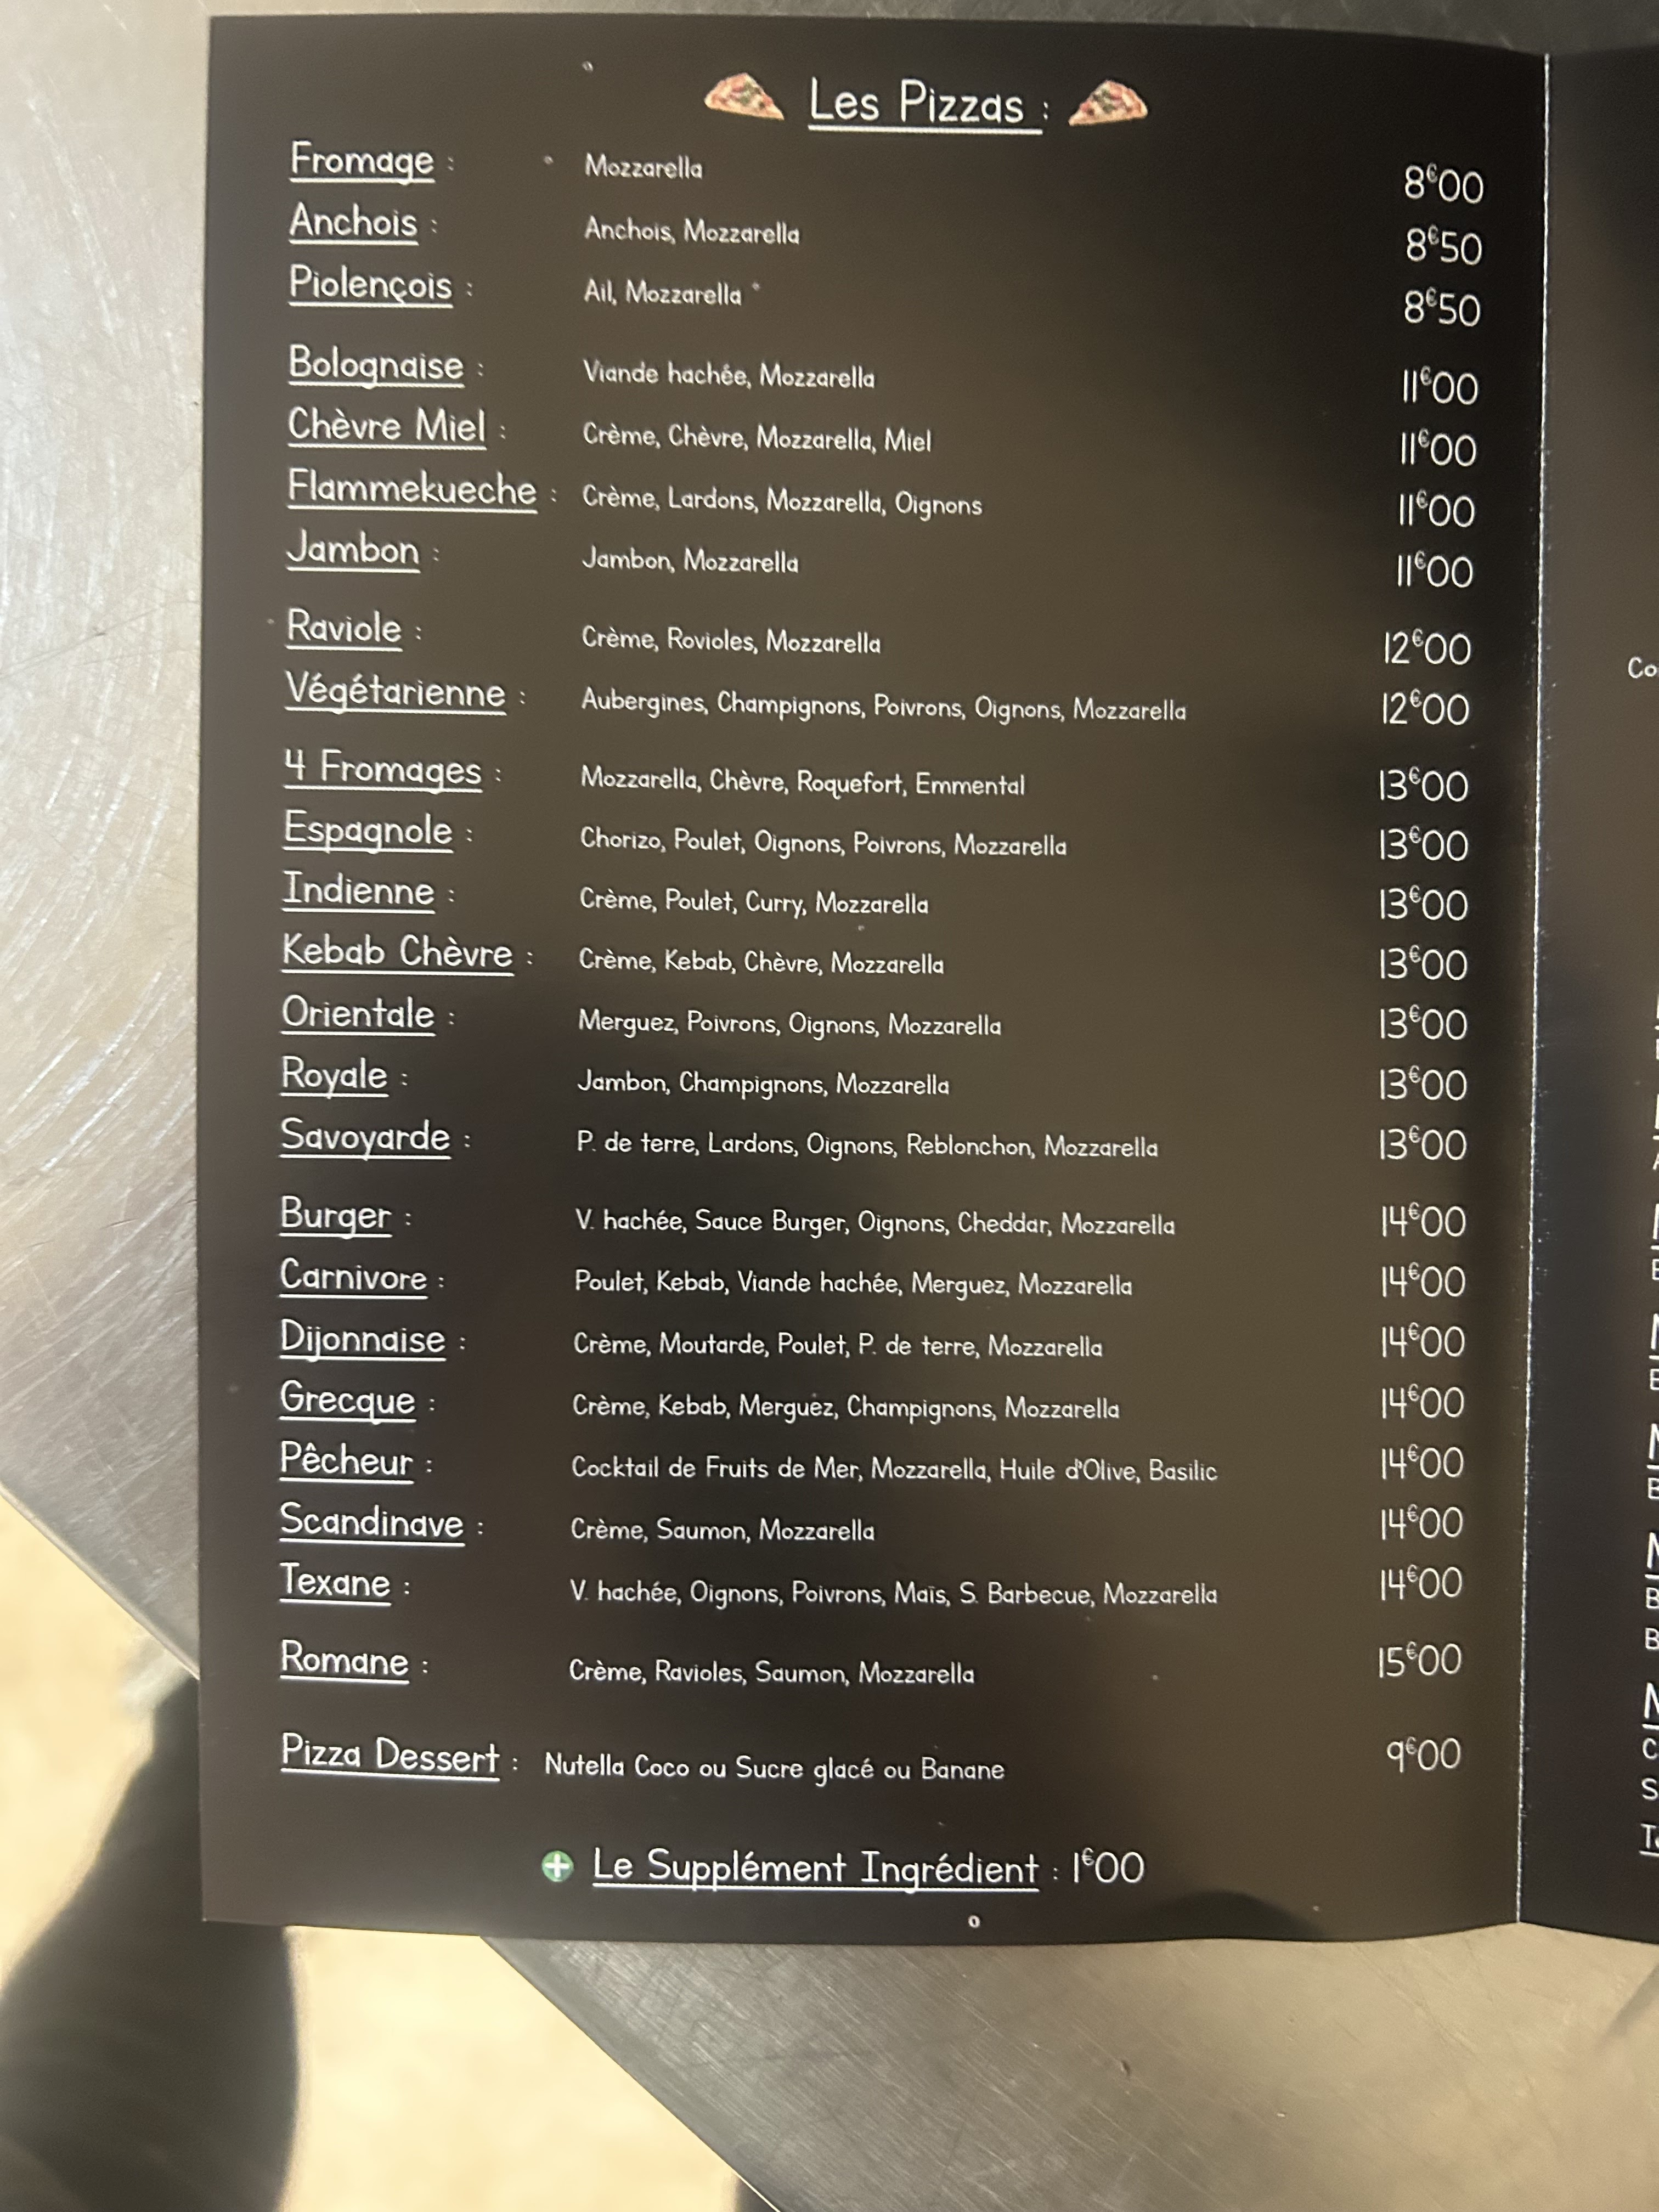 Les Pizzas :
Fromage : Mozzarella 8€00
Anchois : Anchois, Mozzarella 8€50
Piolençois : Ail, Mozzarella 8€50
Bolognaise : Viande hachée, Mozzarella 11€00
Chèvre Miel : Crème, Chèvre, Mozzarella, Miel 11€00
Flammekueche : Crème, Lardons, Mozzarella, Oignons 11€00
Jambon : Jambon, Mozzarella 11€00
Raviole : Crème, Rovioles, Mozzarella 12€00
Végétarienne : Aubergines, Champignons, Poivrons, Oignons, Mozzarella 12€00
4 Fromages : Mozzarella, Chèvre, Roquefort, Emmental 13€00
Espagnole : Chorizo, Poulet, Oignons, Poivrons, Mozzarella 13€00
Indienne : Crème, Poulet, Curry, Mozzarella 13€00
Kebab Chèvre : Crème, Kebab, Chèvre, Mozzarella 13€00
Orientale : Merguez, Poivrons, Oignons, Mozzarella 13€00
Royale : Jambon, Champignons, Mozzarella 13€00
Savoyarde : P. de terre, Lardons, Oignons, Reblonchon, Mozzarella 13€00
Burger : V. hachée, Sauce Burger, Oignons, Cheddar, Mozzarella 14€00
Carnivore : Poulet, Kebab, Viande hachée, Merguez, Mozzarella 14€00
Dijonnaise : Crème, Moutarde, Poulet, P. de terre, Mozzarella 14€00
Grecque : Crème, Kebab, Merguez, Champignons, Mozzarella 14€00
Pêcheur : Cocktail de Fruits de Mer, Mozzarella, Huile d'Olive, Basilic 14€00
Scandinave : Crème, Saumon, Mozzarella 14€00
Texane : V. hachée, Oignons, Poivrons, Maïs, S. Barbecue, Mozzarella 14€00
Romane : Crème, Ravioles, Saumon, Mozzarella 15€00
Pizza Dessert : Nutella Coco ou Sucre glacé ou Banane 9€00
Le Supplément Ingrédient : 1€00